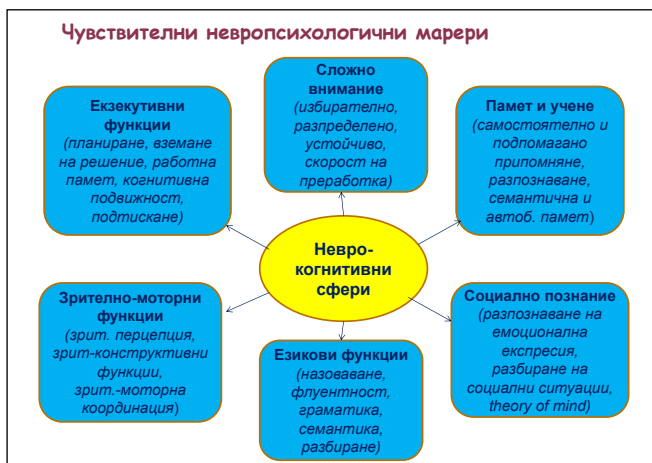 Чувствителни невропсихологични марери
Екзекутивни
функции
(планиране, вземане
на решение, работна
памет, когнитивна
подвижност,
подтискане)
Сложно
внимание
(избирателно,
разпределено,
устойчиво,
скорост на
преработка)
Памет и учене
(самостоятелно и
подпомагано
припомняне,
разпознаване,
семантична и
автоб. памет)
Невро-
когнитивни
сфери
Зрително-моторни
функции
(зрит. перцепция,
зрит-конструктивни
функции,
зрит.-моторна
координация)
Езикови функции
(назоваване,
флуентност,
граматика,
семантика,
разбиране)
Социално познание
(разпознаване на
емоционална
експресия,
разбиране на
социални ситуации,
theory of mind)